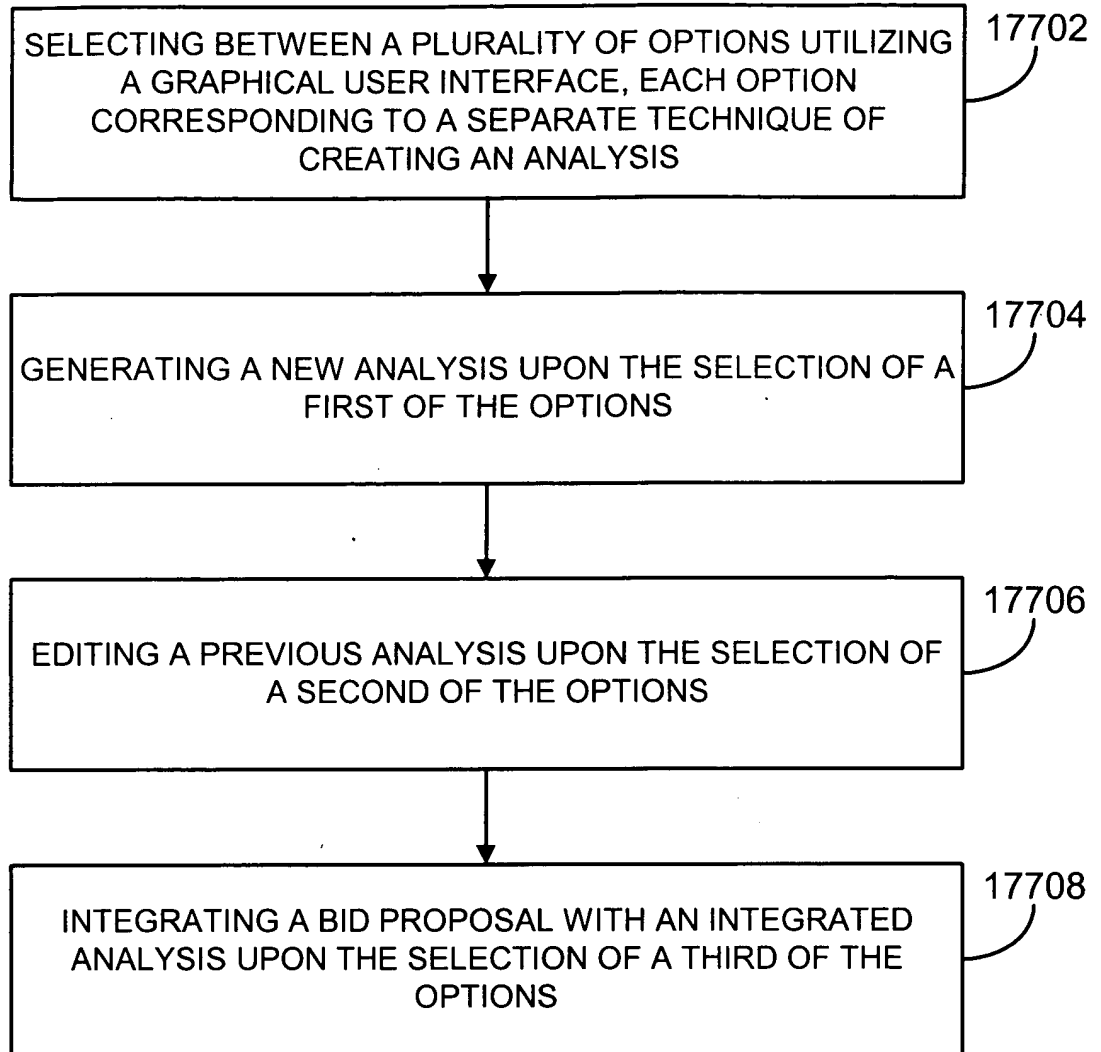 SELECTING BETWEEN A PLURALITY OF OPTIONS UTILIZING
A GRAPHICAL USER INTERFACE, EACH OPTION
CORRESPONDING TO A SEPARATE TECHNIQUE OF
CREATING AN ANALYSIS
17702
GENERATING A NEW ANALYSIS UPON THE SELECTION OF A
FIRST OF THE OPTIONS
17704
EDITING A PREVIOUS ANALYSIS UPON THE SELECTION OF
A SECOND OF THE OPTIONS
17706
INTEGRATING A BID PROPOSAL WITH AN INTEGRATED
ANALYSIS UPON THE SELECTION OF A THIRD OF THE
OPTIONS
17708